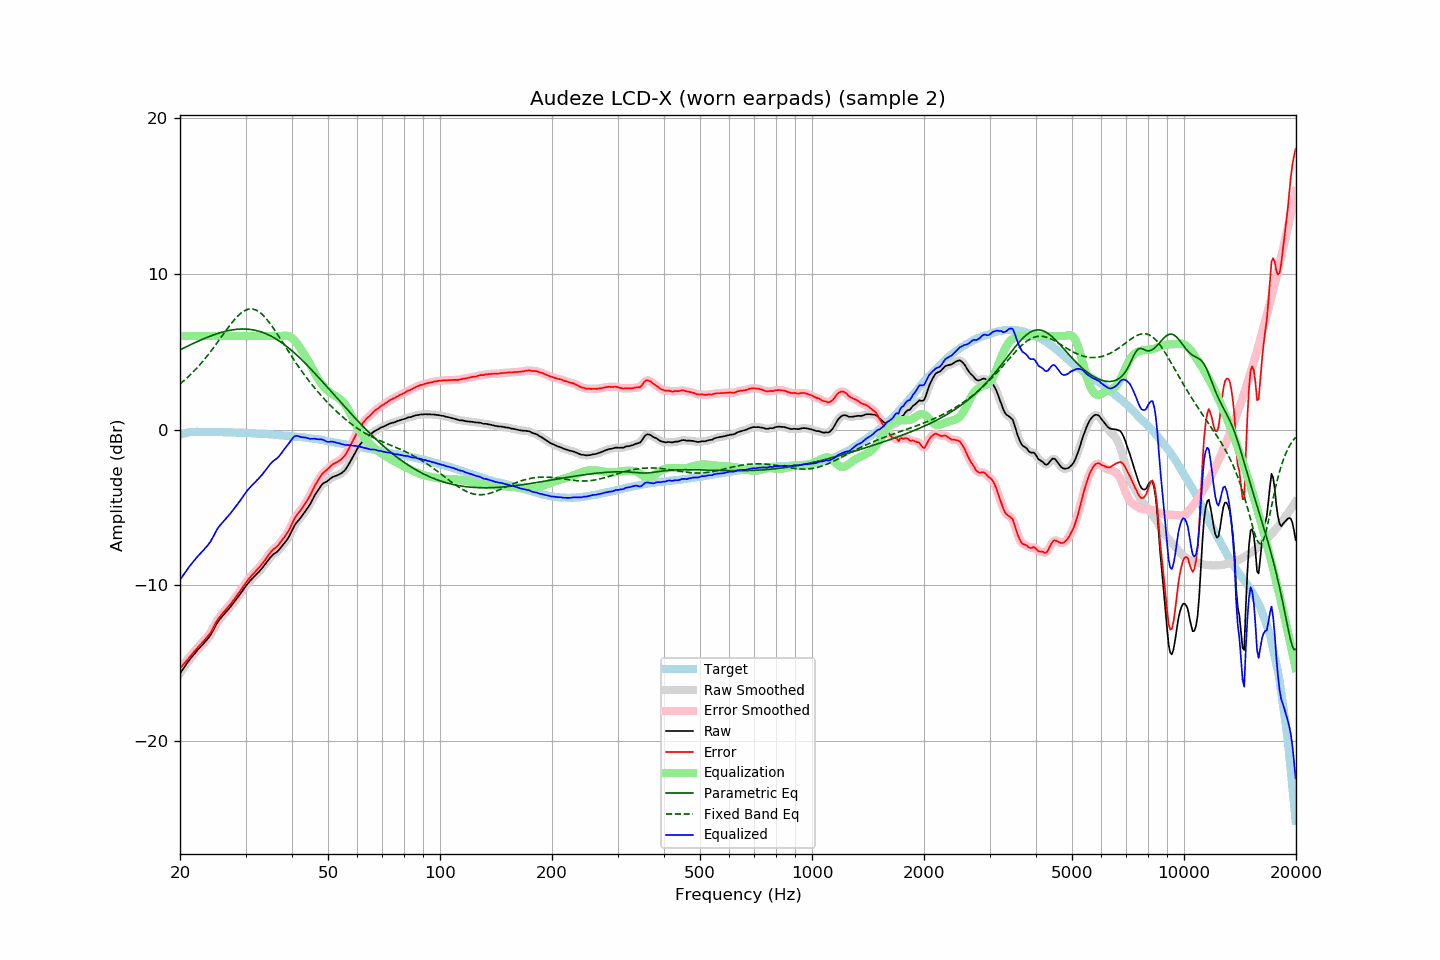 Audeze LCD-X (worn earpads) (sample 2)
20
10
0
−10
−20
Amplitude (dBr)
Target
Raw Smoothed
Error Smoothed
Raw
Error
Equalization
Parametric Eq
Fixed Band Eq
Equalized
20 50 100 200 500 1000 2000 5000 10000 20000
Frequency (Hz)